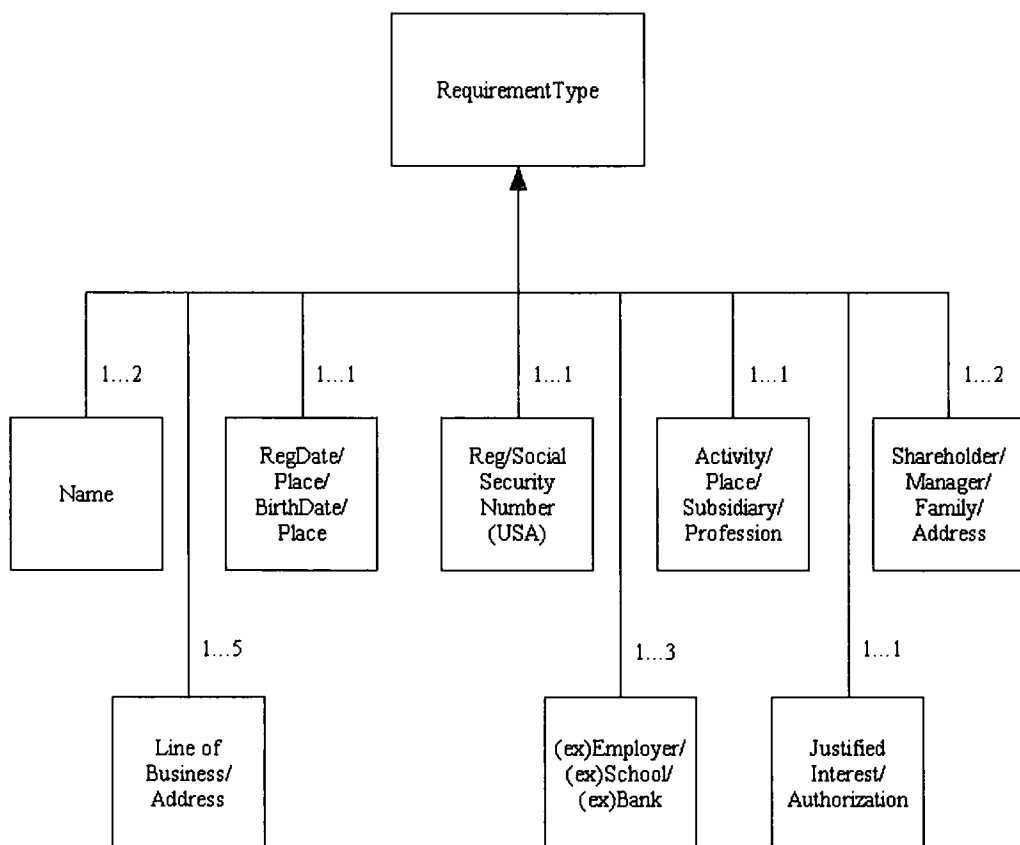 RequirementType
1...2
1...1
1...1
1...1
1...2
Name
RegDate/
Place/
BirthDate/
Place
Reg/Social
Security
Number
(USA)
Activity/
Place/
Subsidiary/
Profession
Shareholder/
Manager/
Family/
Address
1...5
1...3
1...1
Line of
Business/
Address
(ex)Employer/
(ex)School/
(ex)Bank
Justified
Interest/
Authorization